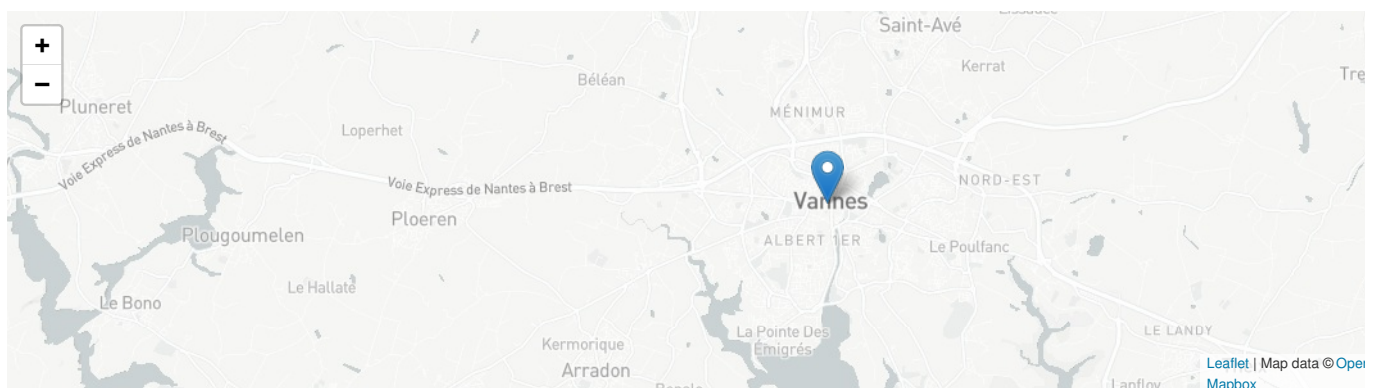 Saint-Avé
+
Kerrat
Béléan
−
Pluneret
MÉNIMUR
Loperhet
Voie Express de Nantes à Brest
NORD-EST
Voie Express de Nantes à Brest
Vannes
Ploeren
Plougoumelen
ALBERT 1ER
Le Poulfanc
Le Hallate
Le Bono
La Pointe Des
Émigrés
LE LANDY
Kermorique
Arradon
Leaflet | Map data © Oper
Mapbox